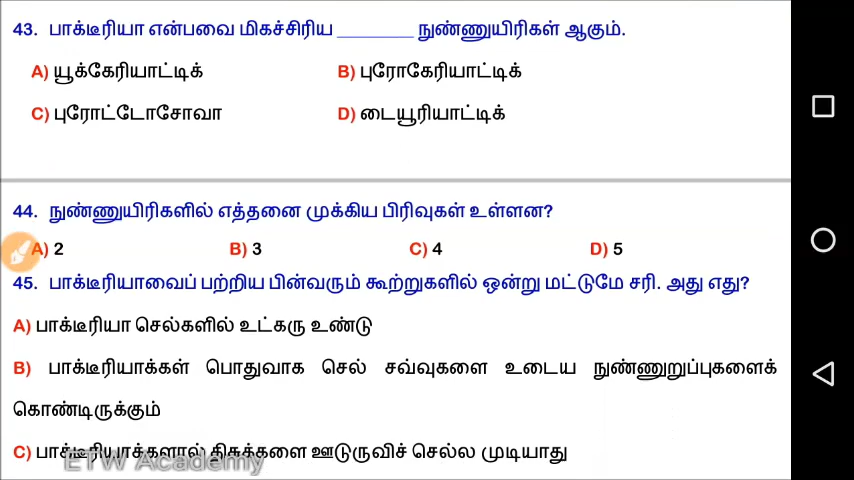 43. பாக்டீரியா என்பவை மிகச்சிரிய ________ நுண்ணுயிரிகள் ஆகும்.
A) யூக்கேரியாட்டிக் B) புரோகேரியாட்டிக்
C) புரோட்டோசோவா D) டையூரியாட்டிக்
44. நுண்ணுயிரிகளில் எத்தனை முக்கிய பிரிவுகள் உள்ளன?
A) 2 B) 3 C) 4 D) 5
45. பாக்டீரியாவைப் பற்றிய பின்வரும் கூற்றுகளில் ஒன்று மட்டுமே சரி. அது எது?
A) பாக்டீரியா செல்களில் உட்கரு உண்டு
B) பாக்டீரியாக்கள் பொதுவாக செல் சவ்வுகளை உடைய நுண்ணுறுப்புகளைக்
கொண்டிருக்கும்
C) பாக்டீரியாக்களால் திசுக்களை ஊடுருவிச் செல்ல முடியாது
ETW Academy